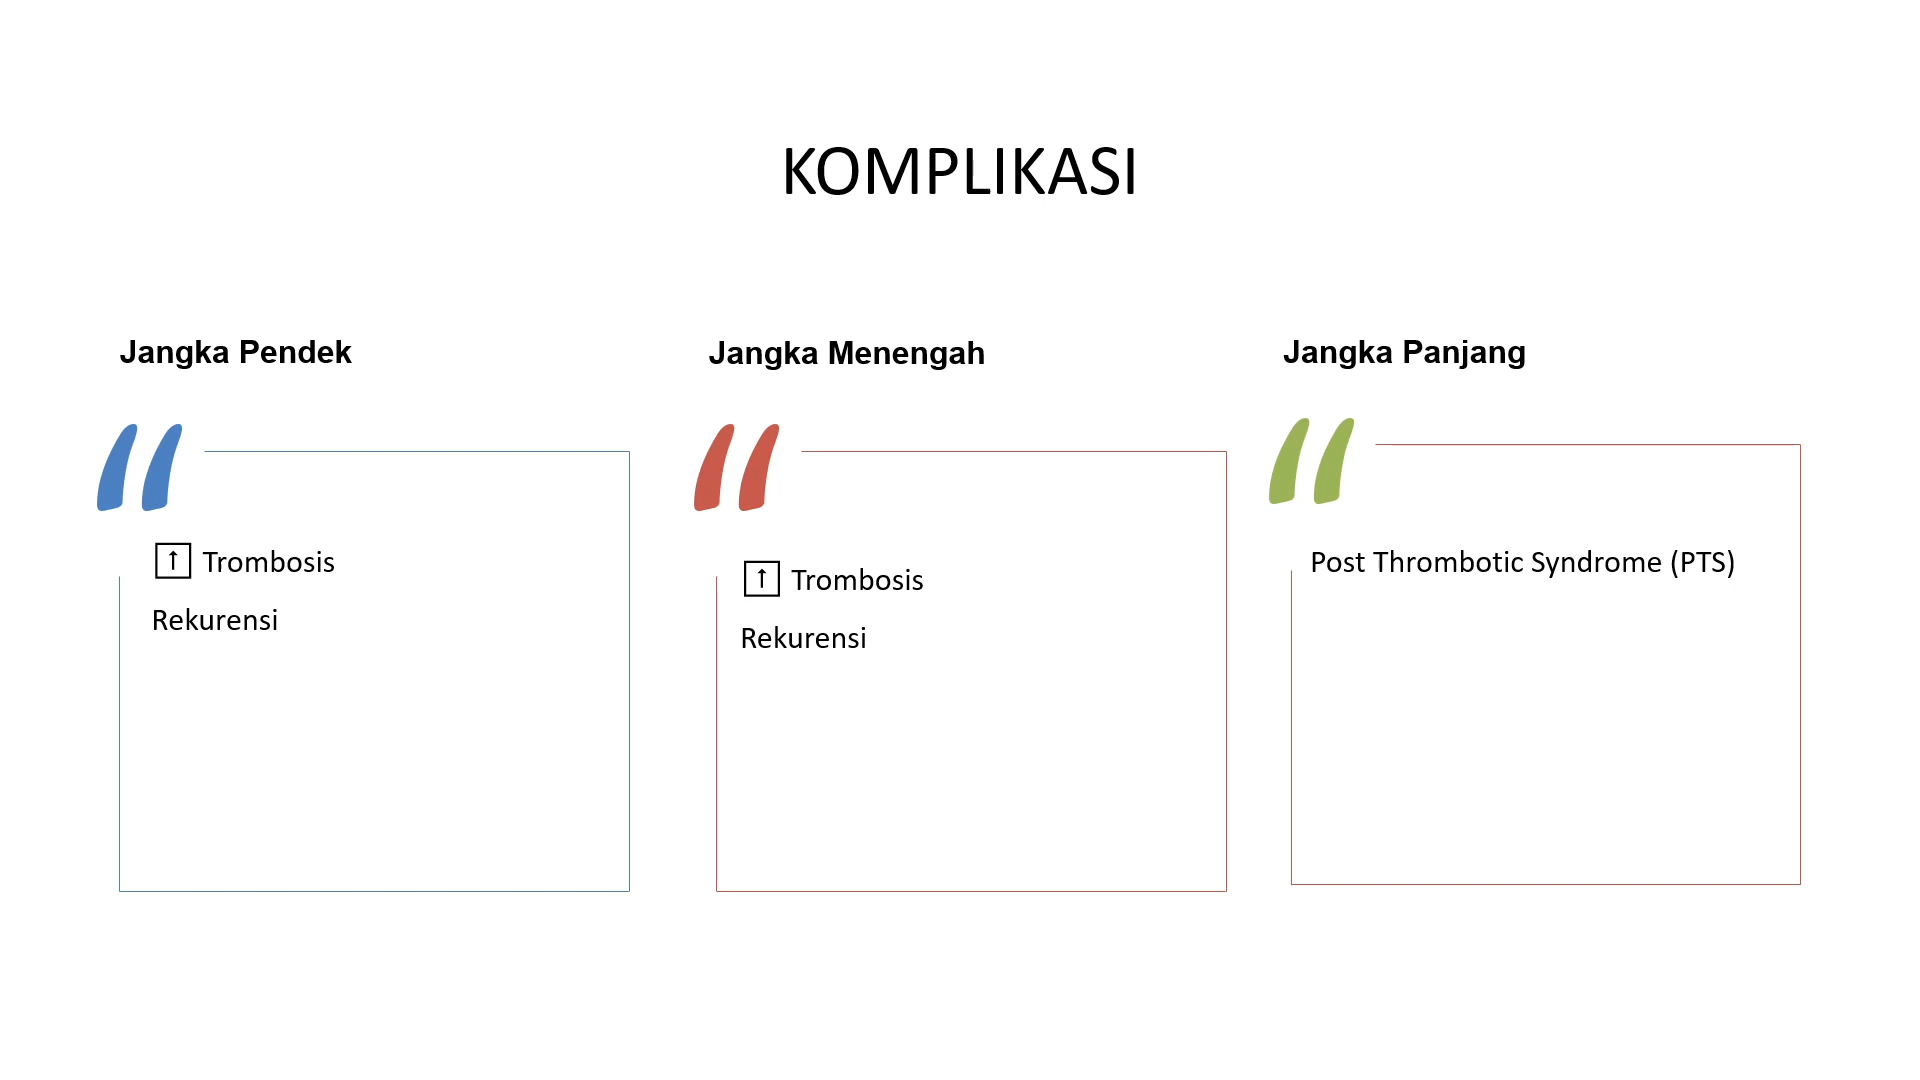 KOMPLIKASI
Jangka Pendek
↑ Trombosis
Rekurensi
Jangka Menengah
↑ Trombosis
Rekurensi
Jangka Panjang
Post Thrombotic Syndrome (PTS)